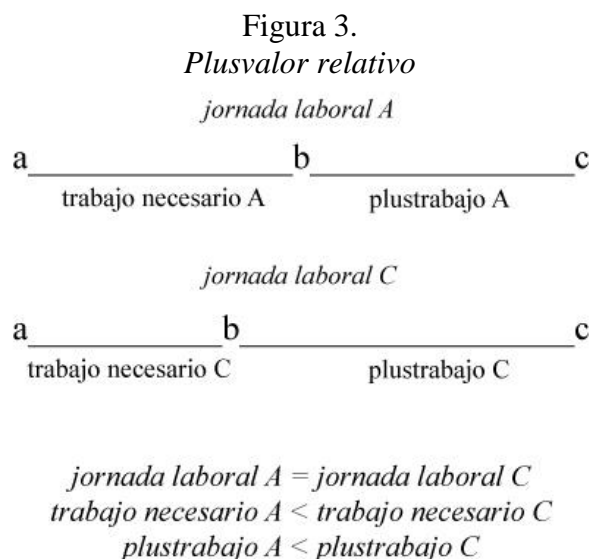 Figura 3.
Plusvalor relativo
jornada laboral A
a b c
trabajo necesario A plustrabajo A
jornada laboral C
a b c
trabajo necesario C plustrabajo C
jornada laboral A = jornada laboral C
trabajo necesario A < trabajo necesario C
plustrabajo A < plustrabajo C